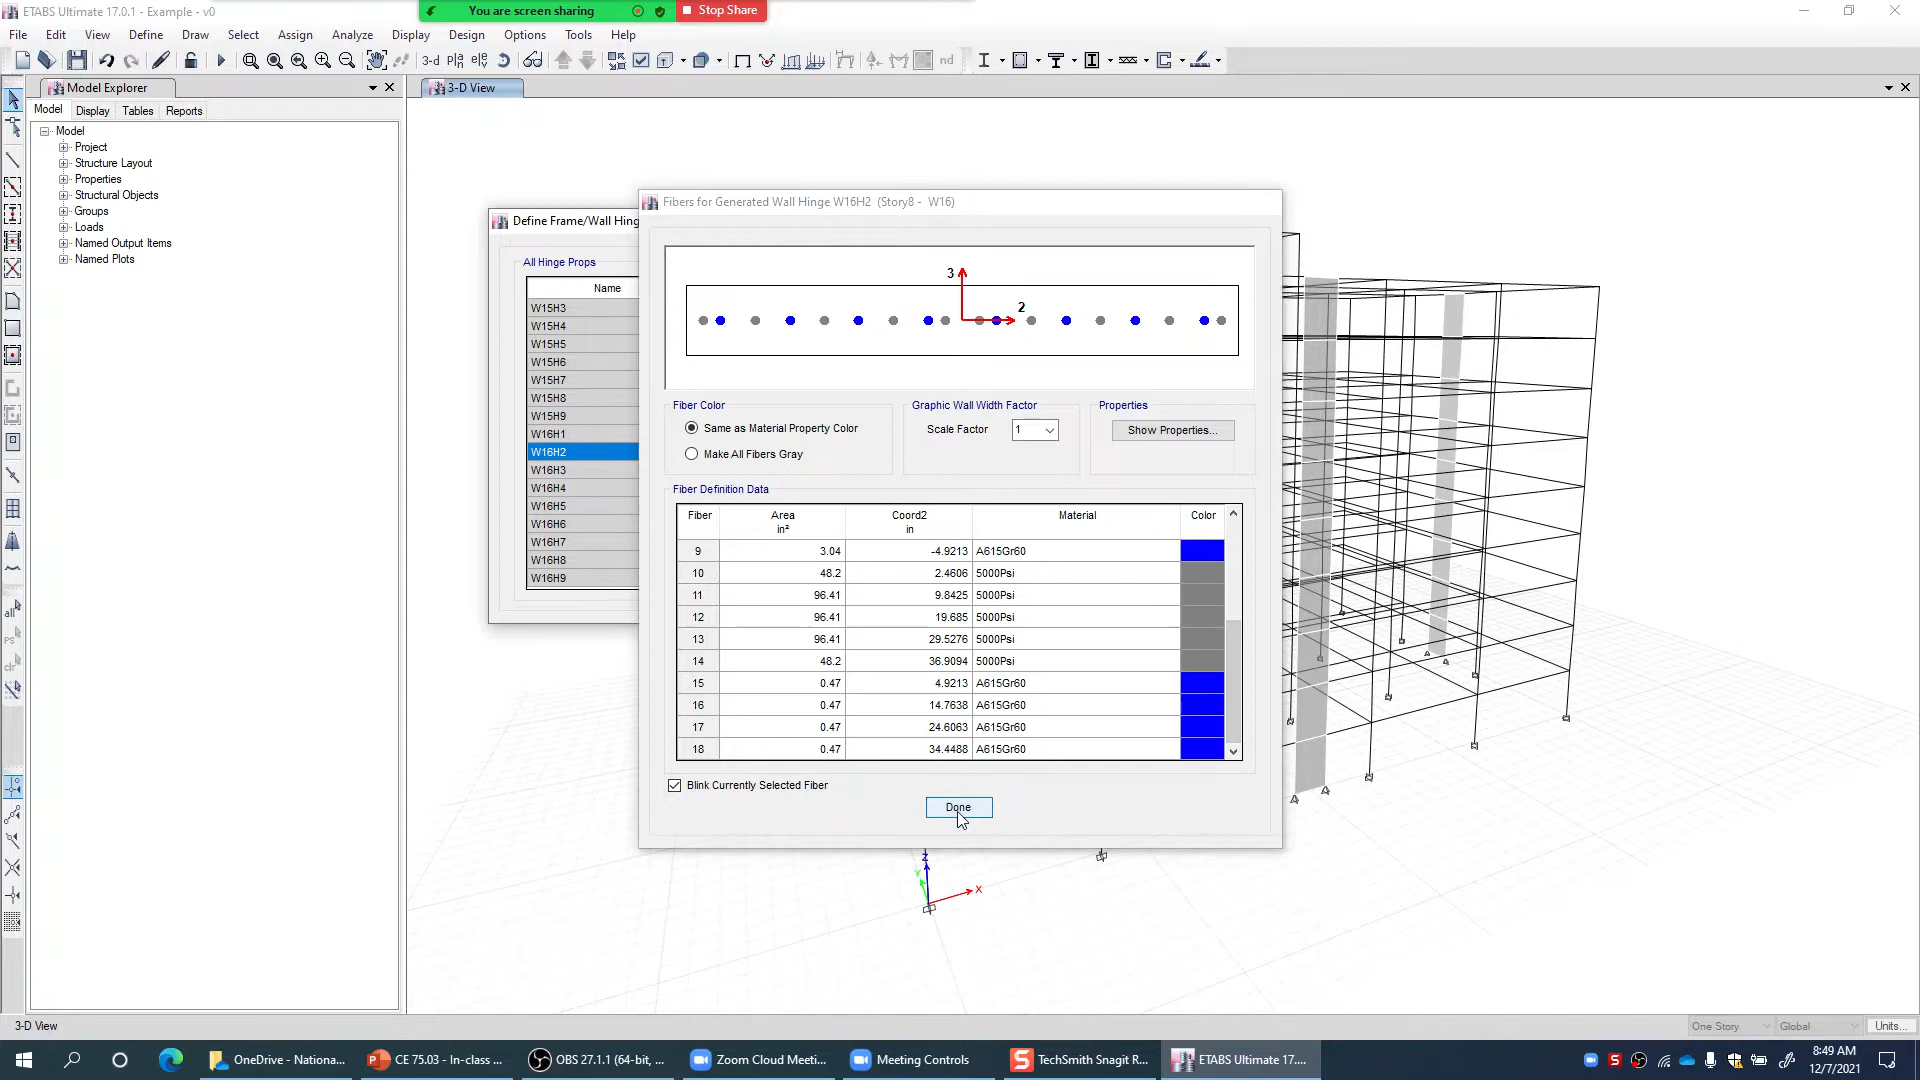 ETABS Ultimate 17.0.1 - Example - v0
You are screen sharing
Stop Share
File Edit View Define Draw Select Assign Analyze Display Design Options Tools Help
3-d
nd
Model Explorer
3-D View
Model Display Tables Reports
Model
Project
Structure Layout
Properties
Structural Objects
Groups
Loads
Named Output Items
Named Plots
Define Frame/Wall Hing
All Hinge Props
Name
W15H3
W15H4
W15H5
W15H6
W15H7
W15H8
W15H9
W16H1
W16H2
W16H3
W16H4
W16H5
W16H6
W16H7
W16H8
W16H9
Fibers for Generated Wall Hinge W16H2 (Story8 - W16)
3
2
Fiber Color
Same as Material Property Color
Make All Fibers Gray
Graphic Wall Width Factor
Scale Factor 1
Properties
Show Properties...
Fiber Definition Data
Fiber Area in² Coord2 in Material Color
9 3.04 -4.9213 A615Gr60
10 48.2 2.4606 5000Psi
11 96.41 9.8425 5000Psi
12 96.41 19.685 5000Psi
13 96.41 29.5276 5000Psi
14 48.2 36.9094 5000Psi
15 0.47 4.9213 A615Gr60
16 0.47 14.7638 A615Gr60
17 0.47 24.6063 A615Gr60
18 0.47 34.4488 A615Gr60
Blink Currently Selected Fiber
Done
Z
Y
X
all
PS
clr
3-D View
One Story Global Units...
OneDrive - Nationa...
CE 75.03 - In-class ...
OBS 27.1.1 (64-bit, ...
Zoom Cloud Meeti...
Meeting Controls
TechSmith Snagit R...
ETABS Ultimate 17....
8:49 AM
12/7/2021